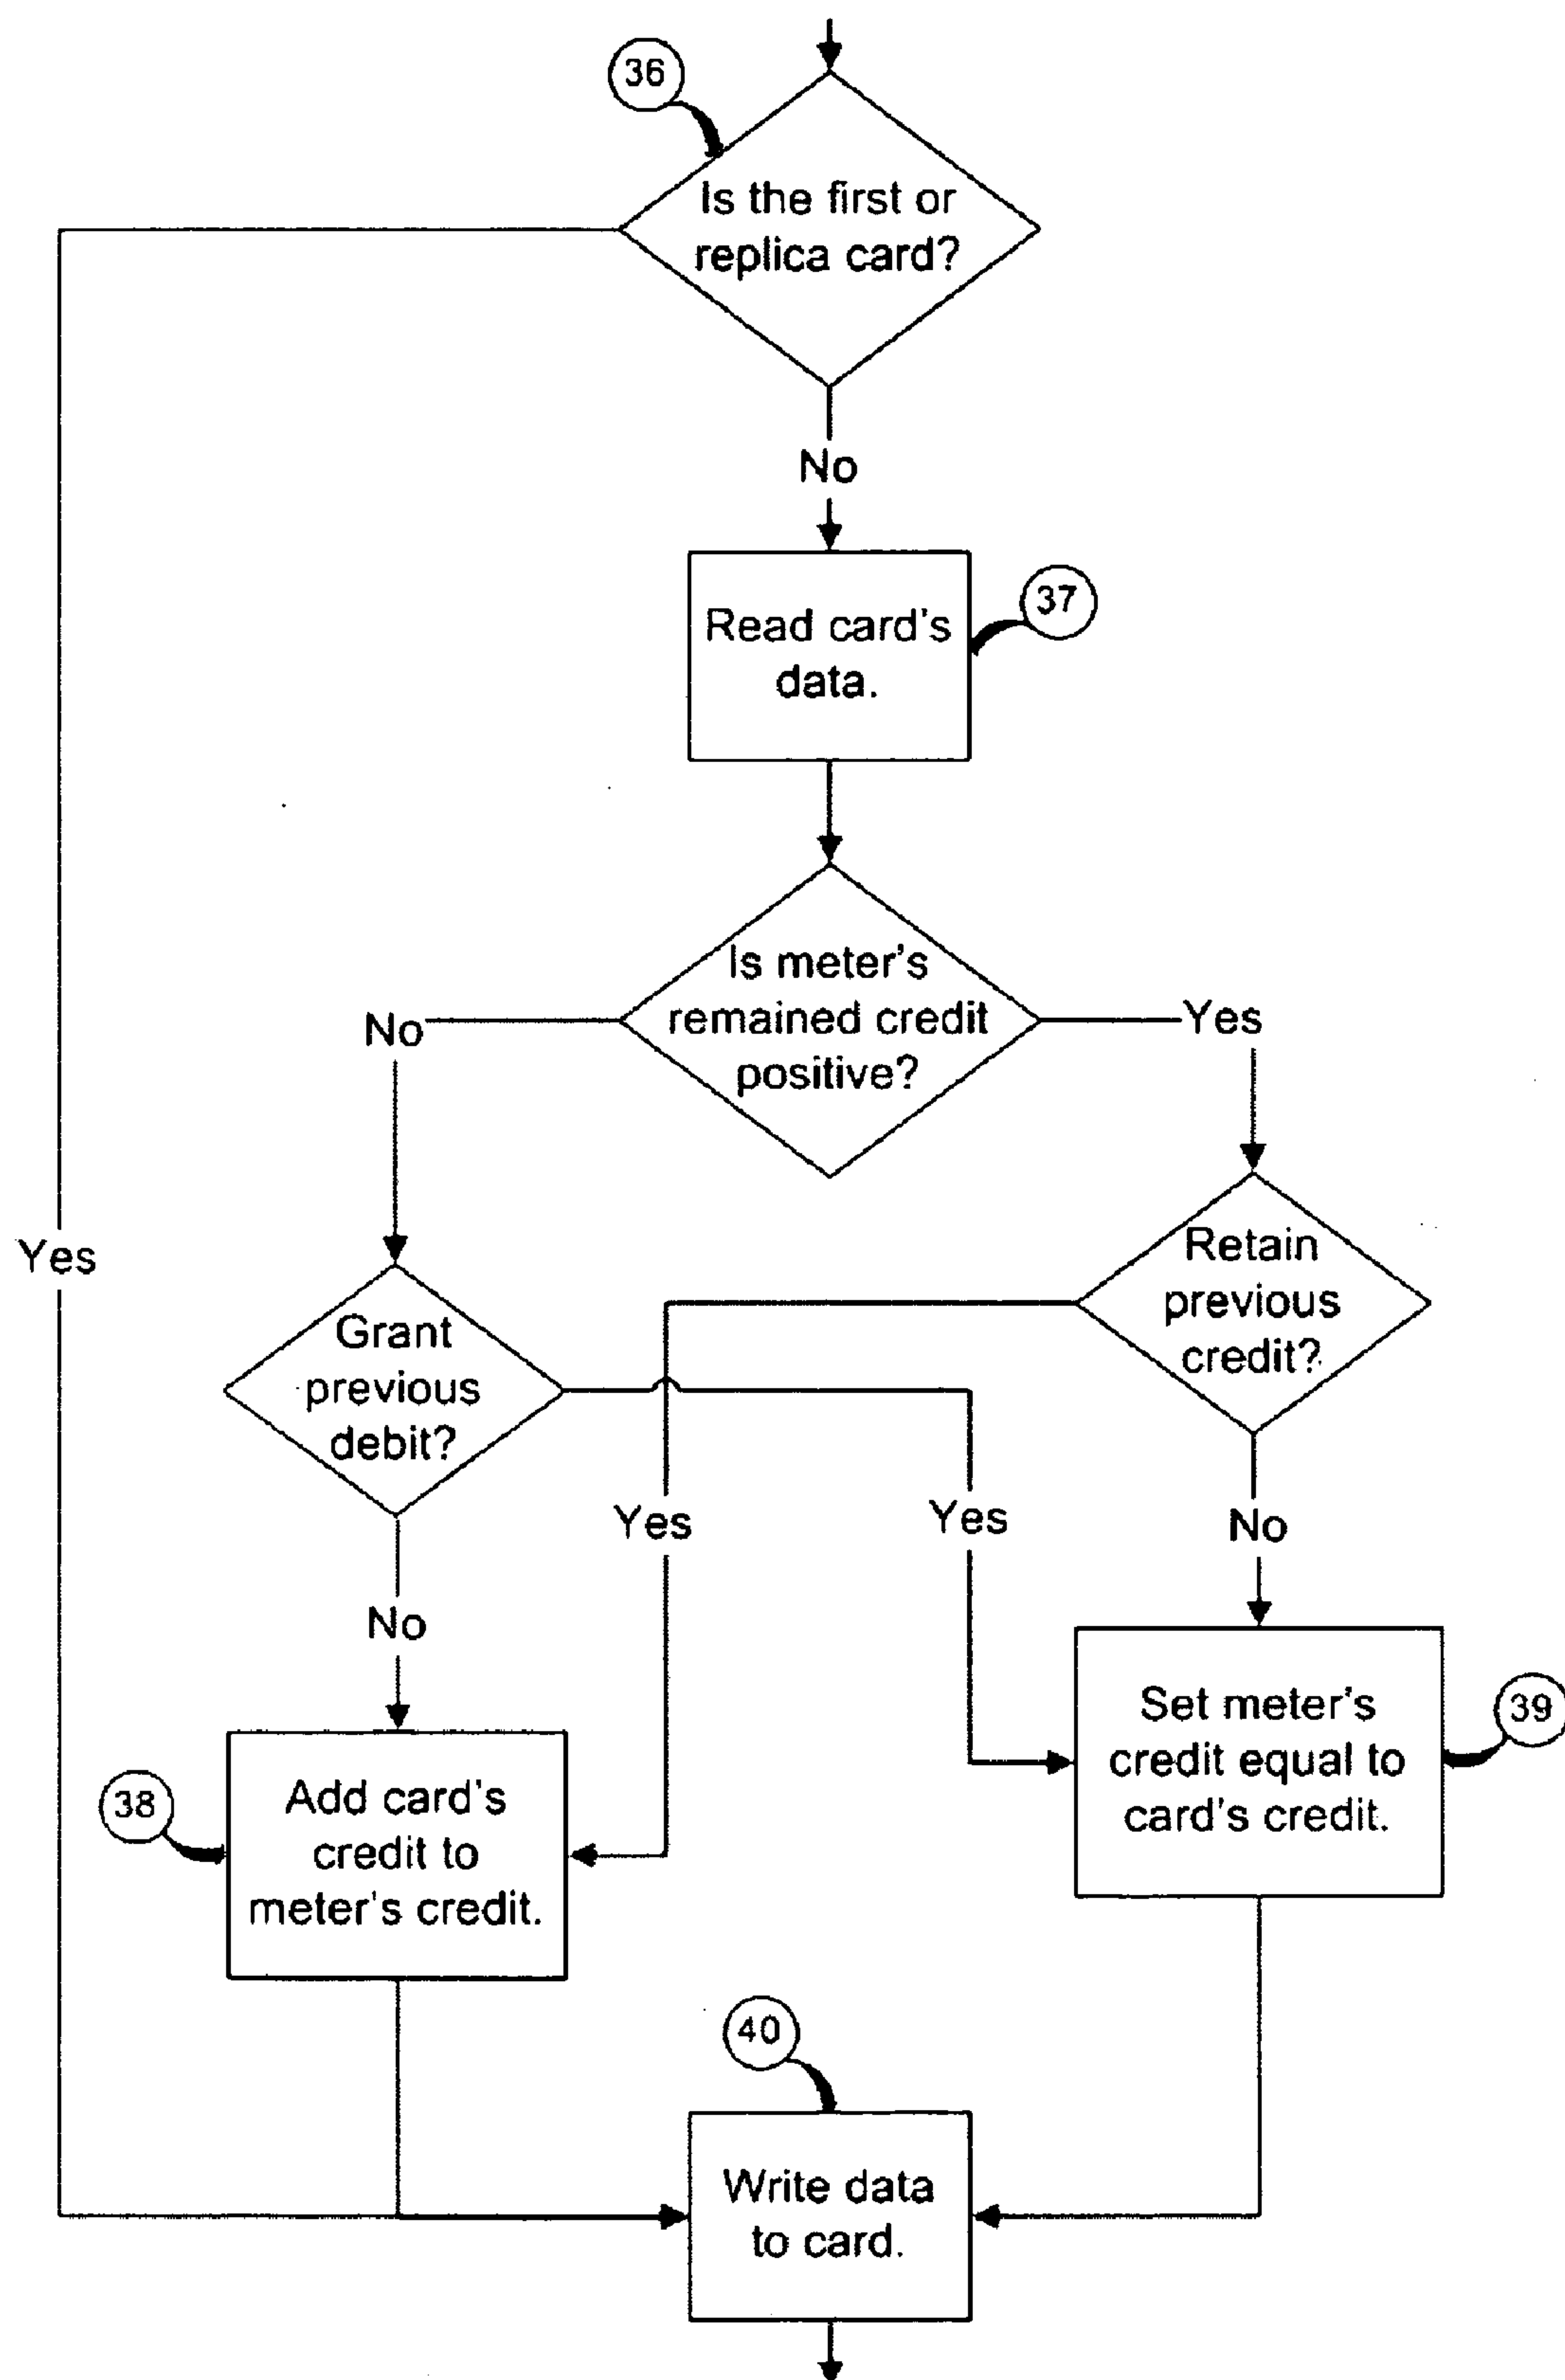 36
Is the first or
replica card?
No
Read card's
data.
37
Is meter's
remained credit
positive?
No
Yes
Yes
Grant
previous
debit?
Retain
previous
credit?
Yes
Yes
No
No
38
Add card's
credit to
meter's credit.
Set meter's
credit equal to
card's credit.
39
40
Write data
to card.